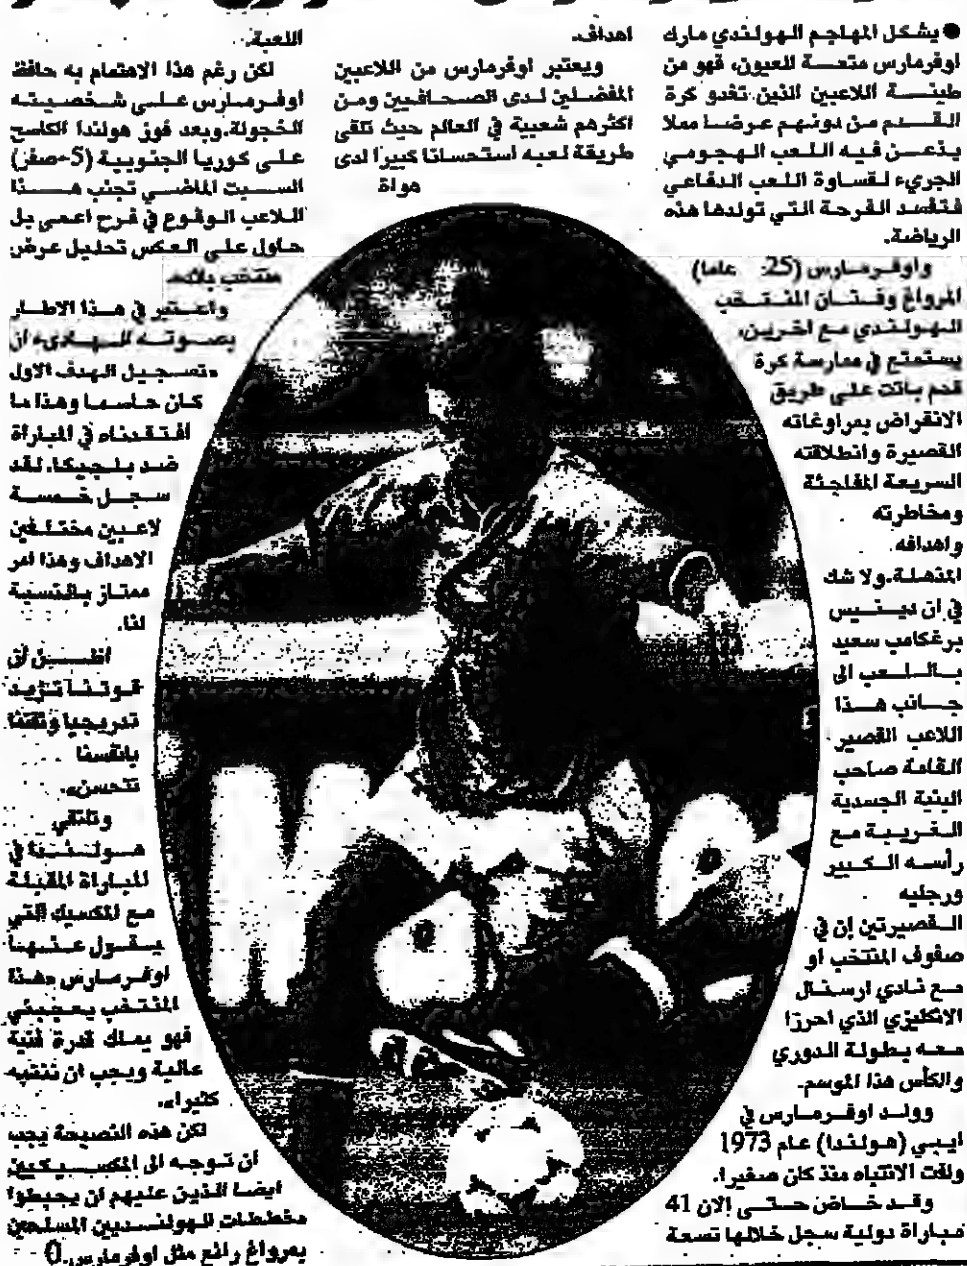 ● يشكل المهاجم الهولندي مارك
اوفرمارس متعة للعيون، فهو من
طينة اللاعبين الذين تغدو كرة
القدم من دونهم عرضا مملا
يذعن فيه اللعب الهجومي
الجريء لقساوة اللعب الدفاعي
فتفسد الفرحة التي تولدها هذه
الرياضة.
واوفرمارس (25 عاما)
المرواغ وفنان المنتخب
الهولندي مع اخرين،
يستمتع في ممارسة كرة
قدم باتت على طريق
الانقراض بمراوغاته
القصيرة وانطلاقته
السريعة المفاجئة
ومخاطرته
واهدافه
المذهلة.ولا شك
في ان دينيس
برغكامب سعيد
باللعب الى
جانب هذا
اللاعب القصير
القامة صاحب
البنية الجسدية
الغريبة مع
رأسه الكبير
ورجليه
القصيرتين إن في
صفوف المنتخب او
مع نادي ارسنال
الانكليزي الذي احرزا
معه بطولة الدوري
والكأس هذا الموسم.
وولد اوفرمارس في
ايبي (هولندا) عام 1973
ولفت الانتباه منذ كان صغيرا.
وقد خاض حتى الان 41
مباراة دولية سجل خلالها تسعة
اهداف.
ويعتبر اوفرمارس من اللاعبين
المفضلين لدى الصحافيين ومن
اكثرهم شعبية في العالم حيث تلقى
طريقة لعبه استحسانا كبيرا لدى
هواة
اللعبة.
لكن رغم هذا الاهتمام به حافظ
اوفرمارس على شخصيته
الخجولة.وبعد فوز هولندا الكاسح
على كوريا الجنوبية (5-صفر)
السبت الماضي تجنب هذا
اللاعب الوقوع في فرح اعمى بل
حاول على العكس تحليل عرض
منتخب بلاده.
واعتبر في هذا الاطار
بصوته الهادىء ان
«تسجيل الهدف الاول
كان حاسما وهذا ما
افتقدناه في المباراة
ضد بلجيكا. لقد
سجل خمسة
لاعبين مختلفين
الاهداف وهذا امر
ممتاز بالنسبة
لنا.
اظن ان
قوتنا تزيد
تدريجيا وثقتنا
بانفسنا
تتحسن».
وتلتقي
هولندا في
المباراة المقبلة
مع المكسيك التي
يقول عنها
اوفرمارس «هذا
المنتخب يعجبني
فهو يملك قدرة فنية
عالية ويجب ان ننتبه
كثيرا».
لكن هذه النصيحة يجب
ان توجه الى المكسيكيين
ايضا الذين عليهم ان يحبطوا
مخططات الهولنديين المسلحين
بمرواغ رائع مثل اوفرمارس.()